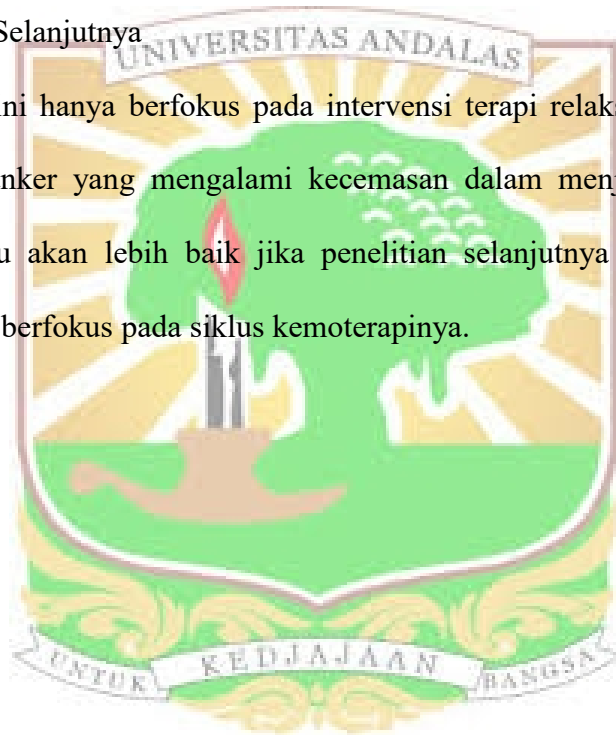 Selanjutnya
UNIVERSITAS ANDALAS
ini hanya berfokus pada intervensi terapi relak
nker yang mengalami kecemasan dalam menj
u akan lebih baik jika penelitian selanjutnya
berfokus pada siklus kemoterapinya.
UNTUK KEDJAJAAN BANGSA